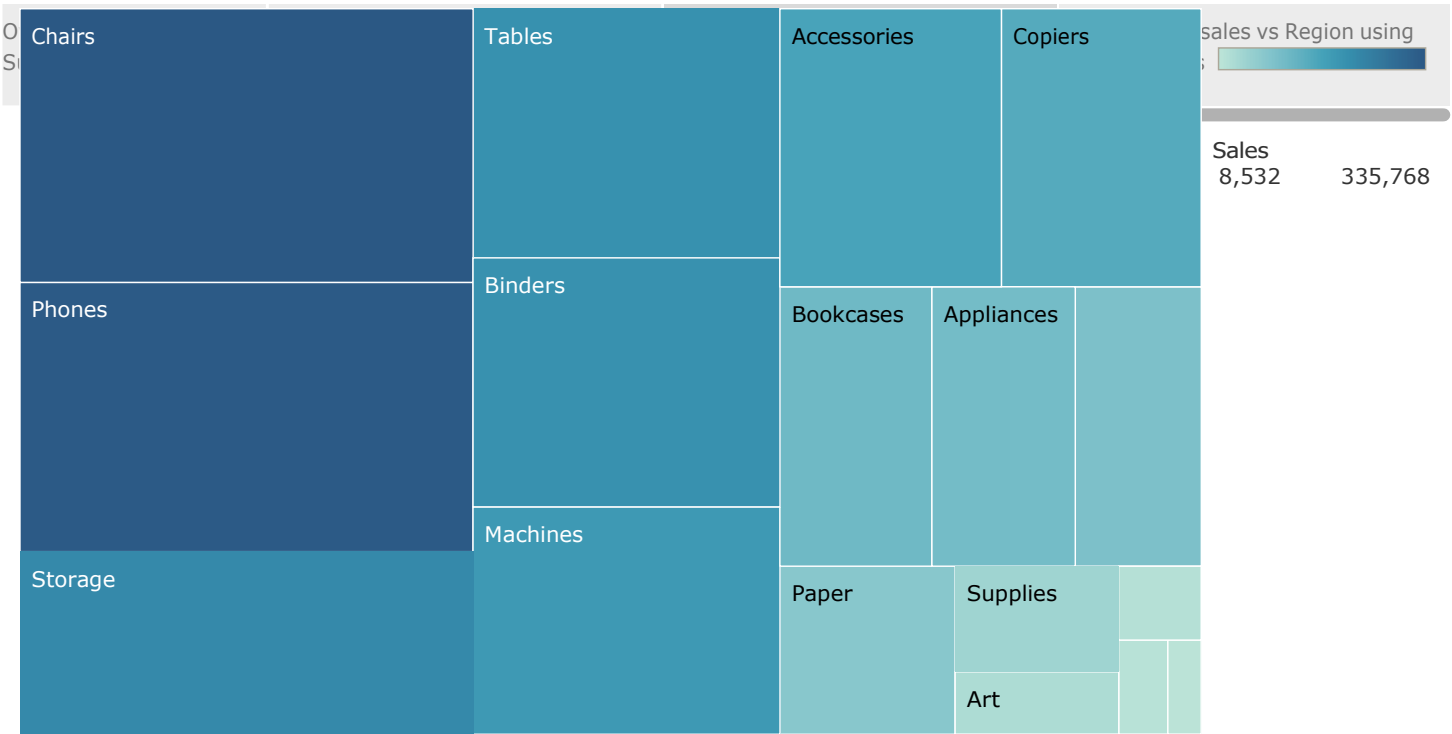 sales vs Region using
Chairs
Tables
Accessories
Copiers
Sales
8,532 335,768
Binders
Phones
Bookcases
Appliances
Machines
Storage
Paper
Supplies
Art